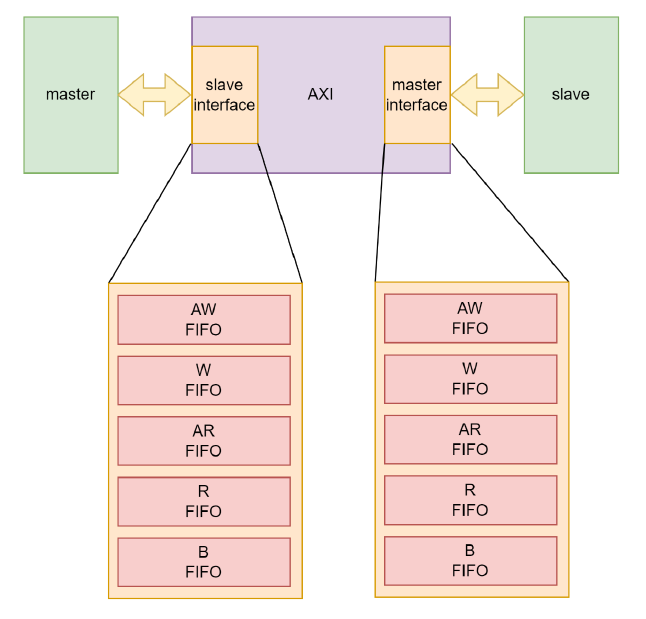 master
slave
interface
AXI
master
interface
slave
AW
FIFO
W
FIFO
AR
FIFO
R
FIFO
B
FIFO
AW
FIFO
W
FIFO
AR
FIFO
R
FIFO
B
FIFO